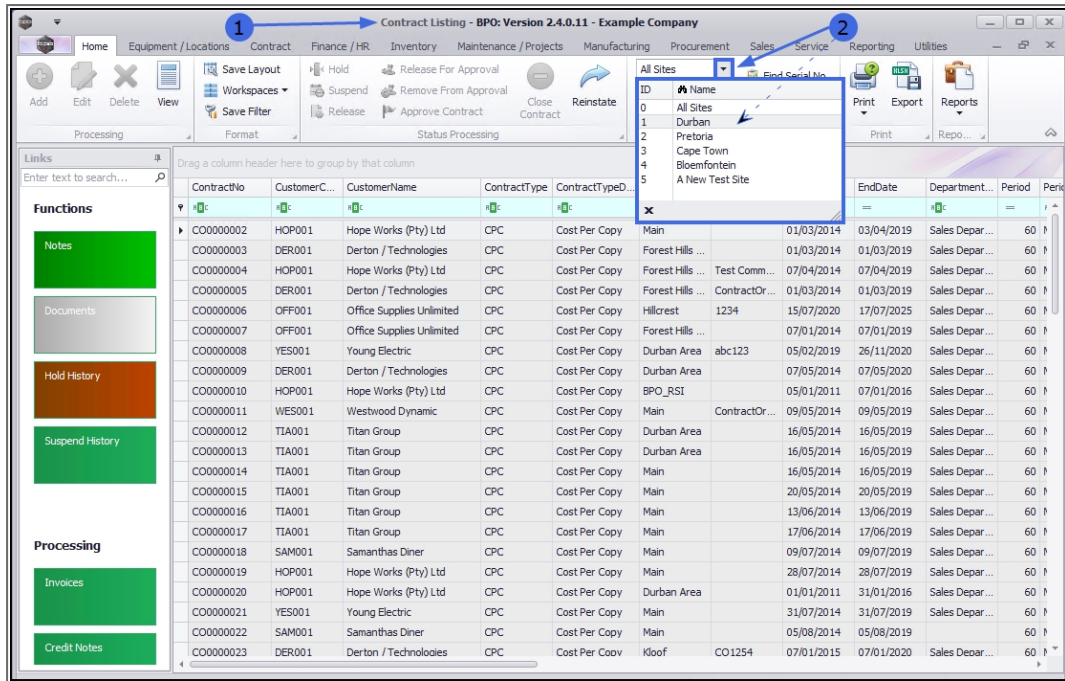 Contract Listing - BPO: Version 2.4.0.11 - Example Company
1
2
Home Equipment / Locations Contract Finance / HR Inventory Maintenance / Projects Manufacturing Procurement Sales Service Reporting Utilities
Add Edit Delete View
Processing
Save Layout
Workspaces
Save Filter
Format
Hold
Suspend
Release
Release For Approval
Remove From Approval
Approve Contract
Close Contract
Reinstate
Status Processing
All Sites
Find Serial No
ID Name
0 All Sites
1 Durban
2 Pretoria
3 Cape Town
4 Bloemfontein
5 A New Test Site
x
Print Export
Print
Reports
Repo...
Links
Enter text to search...
Functions
Notes
Documents
Hold History
Suspend History
Processing
Invoices
Credit Notes
Drag a column header here to group by that column
ContractNo CustomerC... CustomerName ContractType ContractTypeD... EndDate Department... Period Peri
CO0000002 HOP001 Hope Works (Pty) Ltd CPC Cost Per Copy Main 01/03/2014 03/04/2019 Sales Depar... 60
CO0000003 DER001 Derton / Technologies CPC Cost Per Copy Forest Hills ... 01/03/2014 01/03/2019 Sales Depar... 60
CO0000004 HOP001 Hope Works (Pty) Ltd CPC Cost Per Copy Forest Hills ... Test Comm... 07/04/2014 07/04/2019 Sales Depar... 60
CO0000005 DER001 Derton / Technologies CPC Cost Per Copy Forest Hills ... ContractOr... 01/03/2014 01/03/2019 Sales Depar... 60
CO0000006 OFF001 Office Supplies Unlimited CPC Cost Per Copy Hillcrest 1234 15/07/2020 17/07/2025 Sales Depar... 60
CO0000007 OFF001 Office Supplies Unlimited CPC Cost Per Copy Forest Hills ... 07/01/2014 07/01/2019 Sales Depar... 60
CO0000008 YES001 Young Electric CPC Cost Per Copy Durban Area abc123 05/02/2019 26/11/2020 Sales Depar... 60
CO0000009 DER001 Derton / Technologies CPC Cost Per Copy Durban Area 07/05/2014 07/05/2020 Sales Depar... 60
CO0000010 HOP001 Hope Works (Pty) Ltd CPC Cost Per Copy BPO_RSI 05/01/2011 07/01/2016 Sales Depar... 60
CO0000011 WES001 Westwood Dynamic CPC Cost Per Copy Main ContractOr... 09/05/2014 09/05/2019 Sales Depar... 60
CO0000012 TIA001 Titan Group CPC Cost Per Copy Durban Area 16/05/2014 16/05/2019 Sales Depar... 60
CO0000013 TIA001 Titan Group CPC Cost Per Copy Durban Area 16/05/2014 16/05/2019 Sales Depar... 60
CO0000014 TIA001 Titan Group CPC Cost Per Copy Main 16/05/2014 16/05/2019 Sales Depar... 60
CO0000015 TIA001 Titan Group CPC Cost Per Copy Main 20/05/2014 20/05/2019 Sales Depar... 60
CO0000016 TIA001 Titan Group CPC Cost Per Copy Main 13/06/2014 13/06/2019 Sales Depar... 60
CO0000017 TIA001 Titan Group CPC Cost Per Copy Main 17/06/2014 17/06/2019 Sales Depar... 60
CO0000018 SAM001 Samanthas Diner CPC Cost Per Copy Main 09/07/2014 09/07/2019 Sales Depar... 60
CO0000019 HOP001 Hope Works (Pty) Ltd CPC Cost Per Copy Main 28/07/2014 28/07/2019 Sales Depar... 60
CO0000020 HOP001 Hope Works (Pty) Ltd CPC Cost Per Copy Durban Area 01/01/2011 31/01/2016 Sales Depar... 60
CO0000021 YES001 Young Electric CPC Cost Per Copy Main 31/07/2014 31/07/2019 Sales Depar... 60
CO0000022 SAM001 Samanthas Diner CPC Cost Per Copy Main 05/08/2014 05/08/2019 60
CO0000023 DER001 Derton / Technologies CPC Cost Per Copy Kloof CO1254 07/01/2015 07/01/2020 Sales Depar... 60